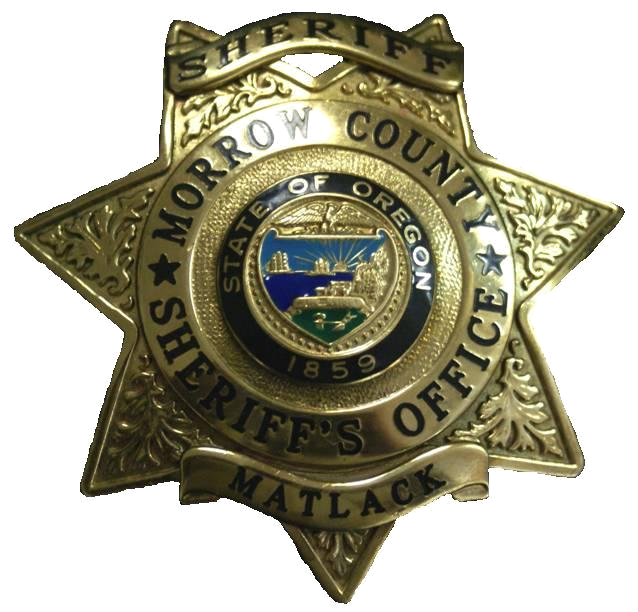 SHERIFF
MORROW COUNTY
STATE OF OREGON
1859
SHERIFF'S OFFICE
MATLACK